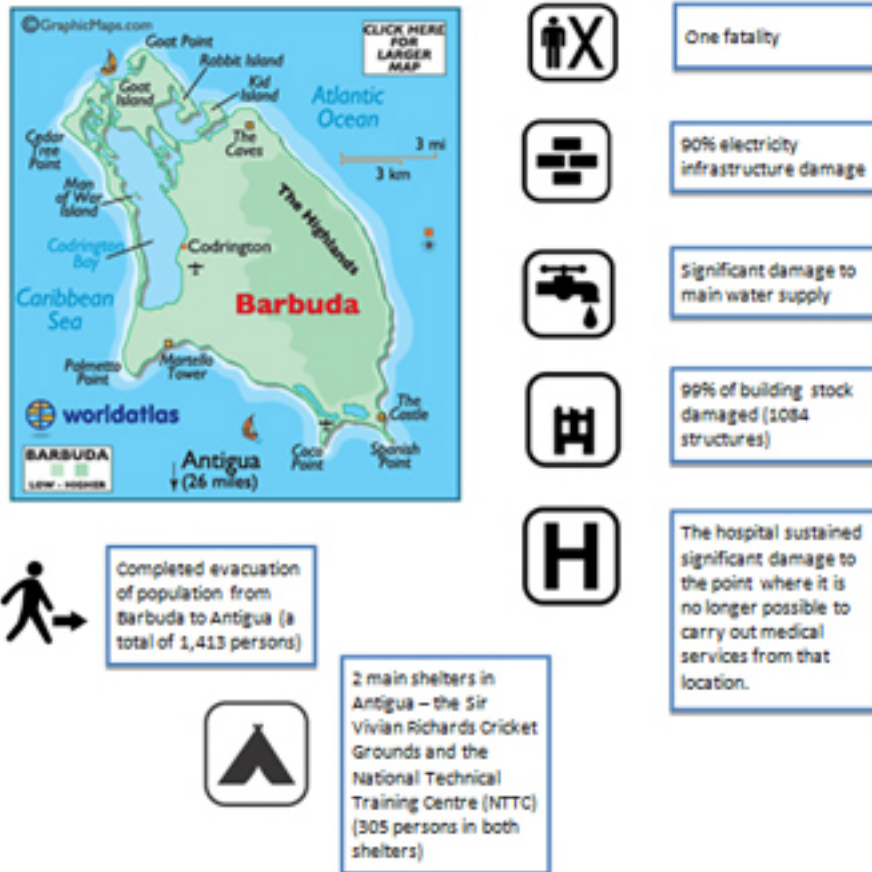 ©GraphicMaps.com
CLICK HERE
FOR
LARGER
MAP
Goat Point
Rabbit Island
Goat
Island
Kid
Island
Atlantic
Ocean
Cedar
Tree
Point
The
Caves
3 mi
3 km
Man
of War
Island
The Highlands
Codrington
Bay
Codrington
Caribbean
Sea
Barbuda
Palmetto
Point
Martello
Tower
The
Castle
worldatlas
Coco
Point
Spanish
Point
BARBUDA
LOW - HIGHER
Antigua
(26 miles)
One fatality
90% electricity
infrastructure damage
Significant damage to
main water supply
99% of building stock
damaged (1084
structures)
H
The hospital sustained
significant damage to
the point where it is
no longer possible to
carry out medical
services from that
location.
Completed evacuation
of population from
Barbuda to Antigua (a
total of 1,413 persons)
2 main shelters in
Antigua – the Sir
Vivian Richards Cricket
Grounds and the
National Technical
Training Centre (NTTC)
(305 persons in both
shelters)